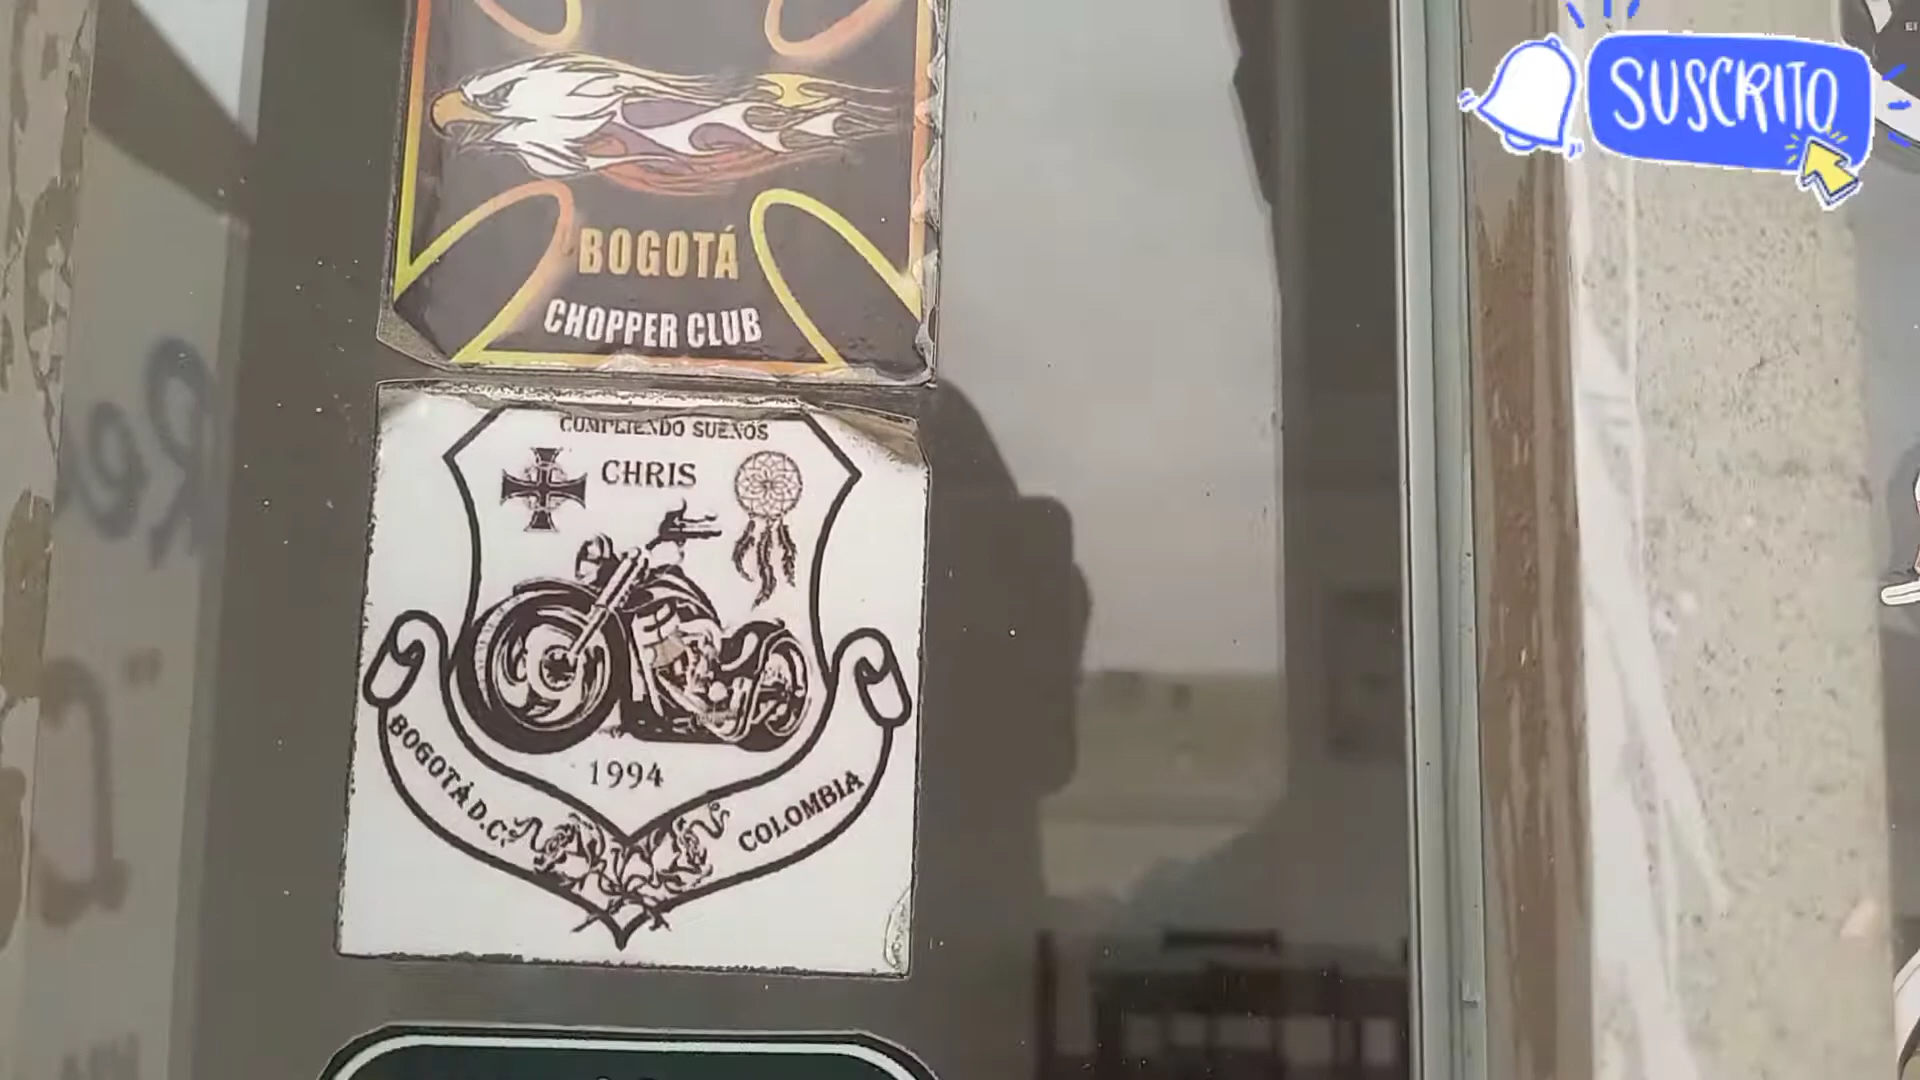 SUSCRITO
BOGOTÁ
CHOPPER CLUB
CUMPLIENDO SUEÑOS
CHRIS
1994
BOGOTÁ D.C.
COLOMBIA